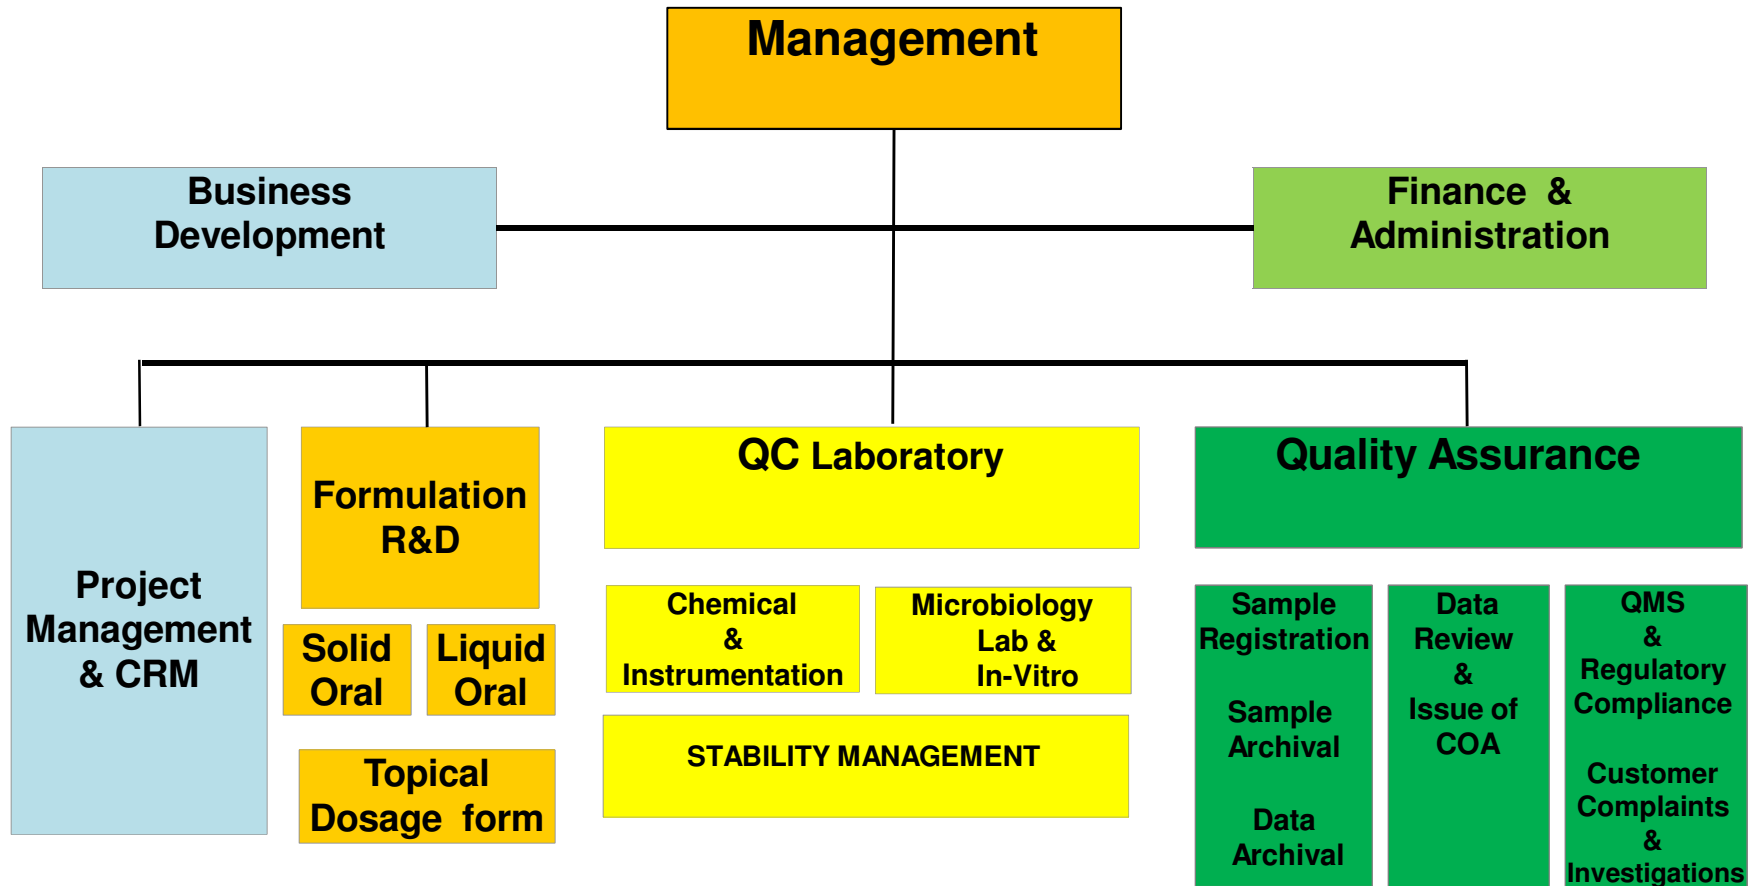 Management
Business
Development
Finance & 
Administration
Project
Management
& CRM
Formulation
R&D
Solid
Oral
Liquid
Oral
Topical
Dosage form
QC Laboratory
Chemical
&
Instrumentation
Microbiology
Lab &
In-Vitro
STABILITY MANAGEMENT
Quality Assurance
Sample
Registration
Sample
Archival
Data
Archival
Data
Review
&
Issue of
COA
QMS
&
Regulatory
Compliance
Customer
Complaints
&
Investigations